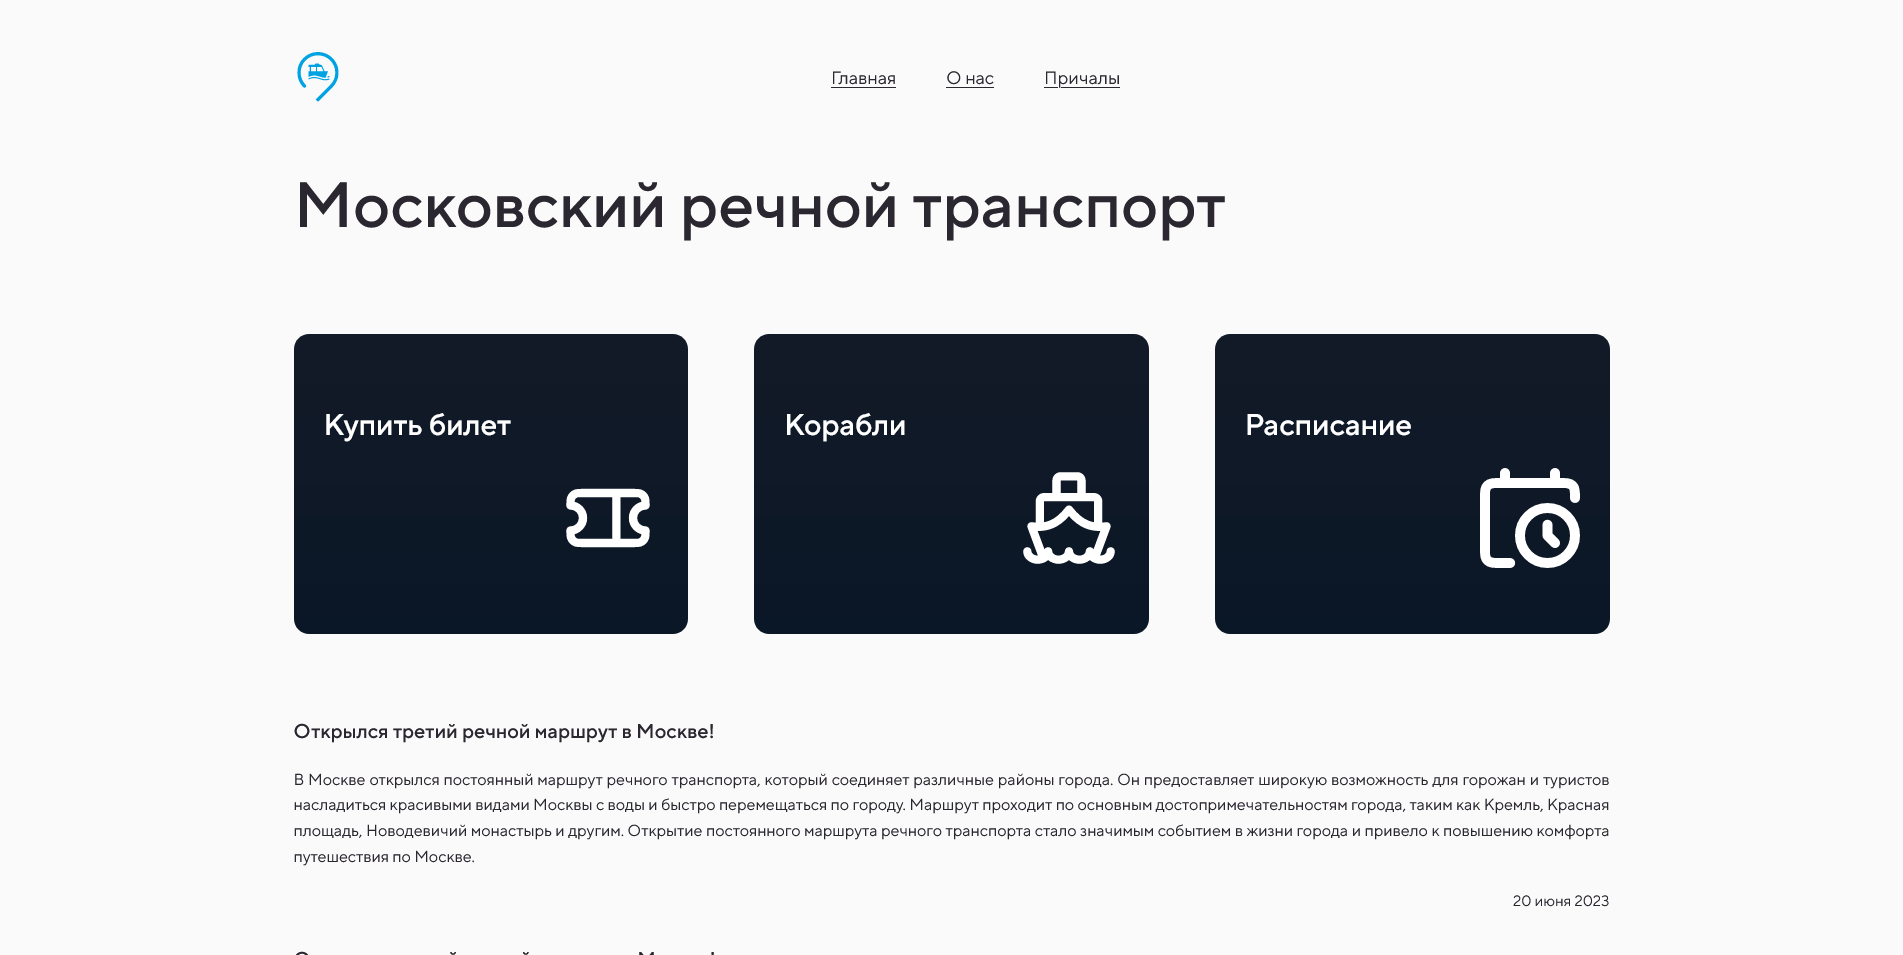 Главная О нас Причалы
Московский речной транспорт
Купить билет
Корабли
Расписание
Открылся третий речной маршрут в Москве!
В Москве открылся постоянный маршрут речного транспорта, который соединяет различные районы города. Он предоставляет широкую возможность для горожан и туристов
насладиться красивыми видами Москвы с воды и быстро перемещаться по городу. Маршрут проходит по основным достопримечательностям города, таким как Кремль, Красная
площадь, Новодевичий монастырь и другим. Открытие постоянного маршрута речного транспорта стало значимым событием в жизни города и привело к повышению комфорта
путешествия по Москве.
20 июня 2023